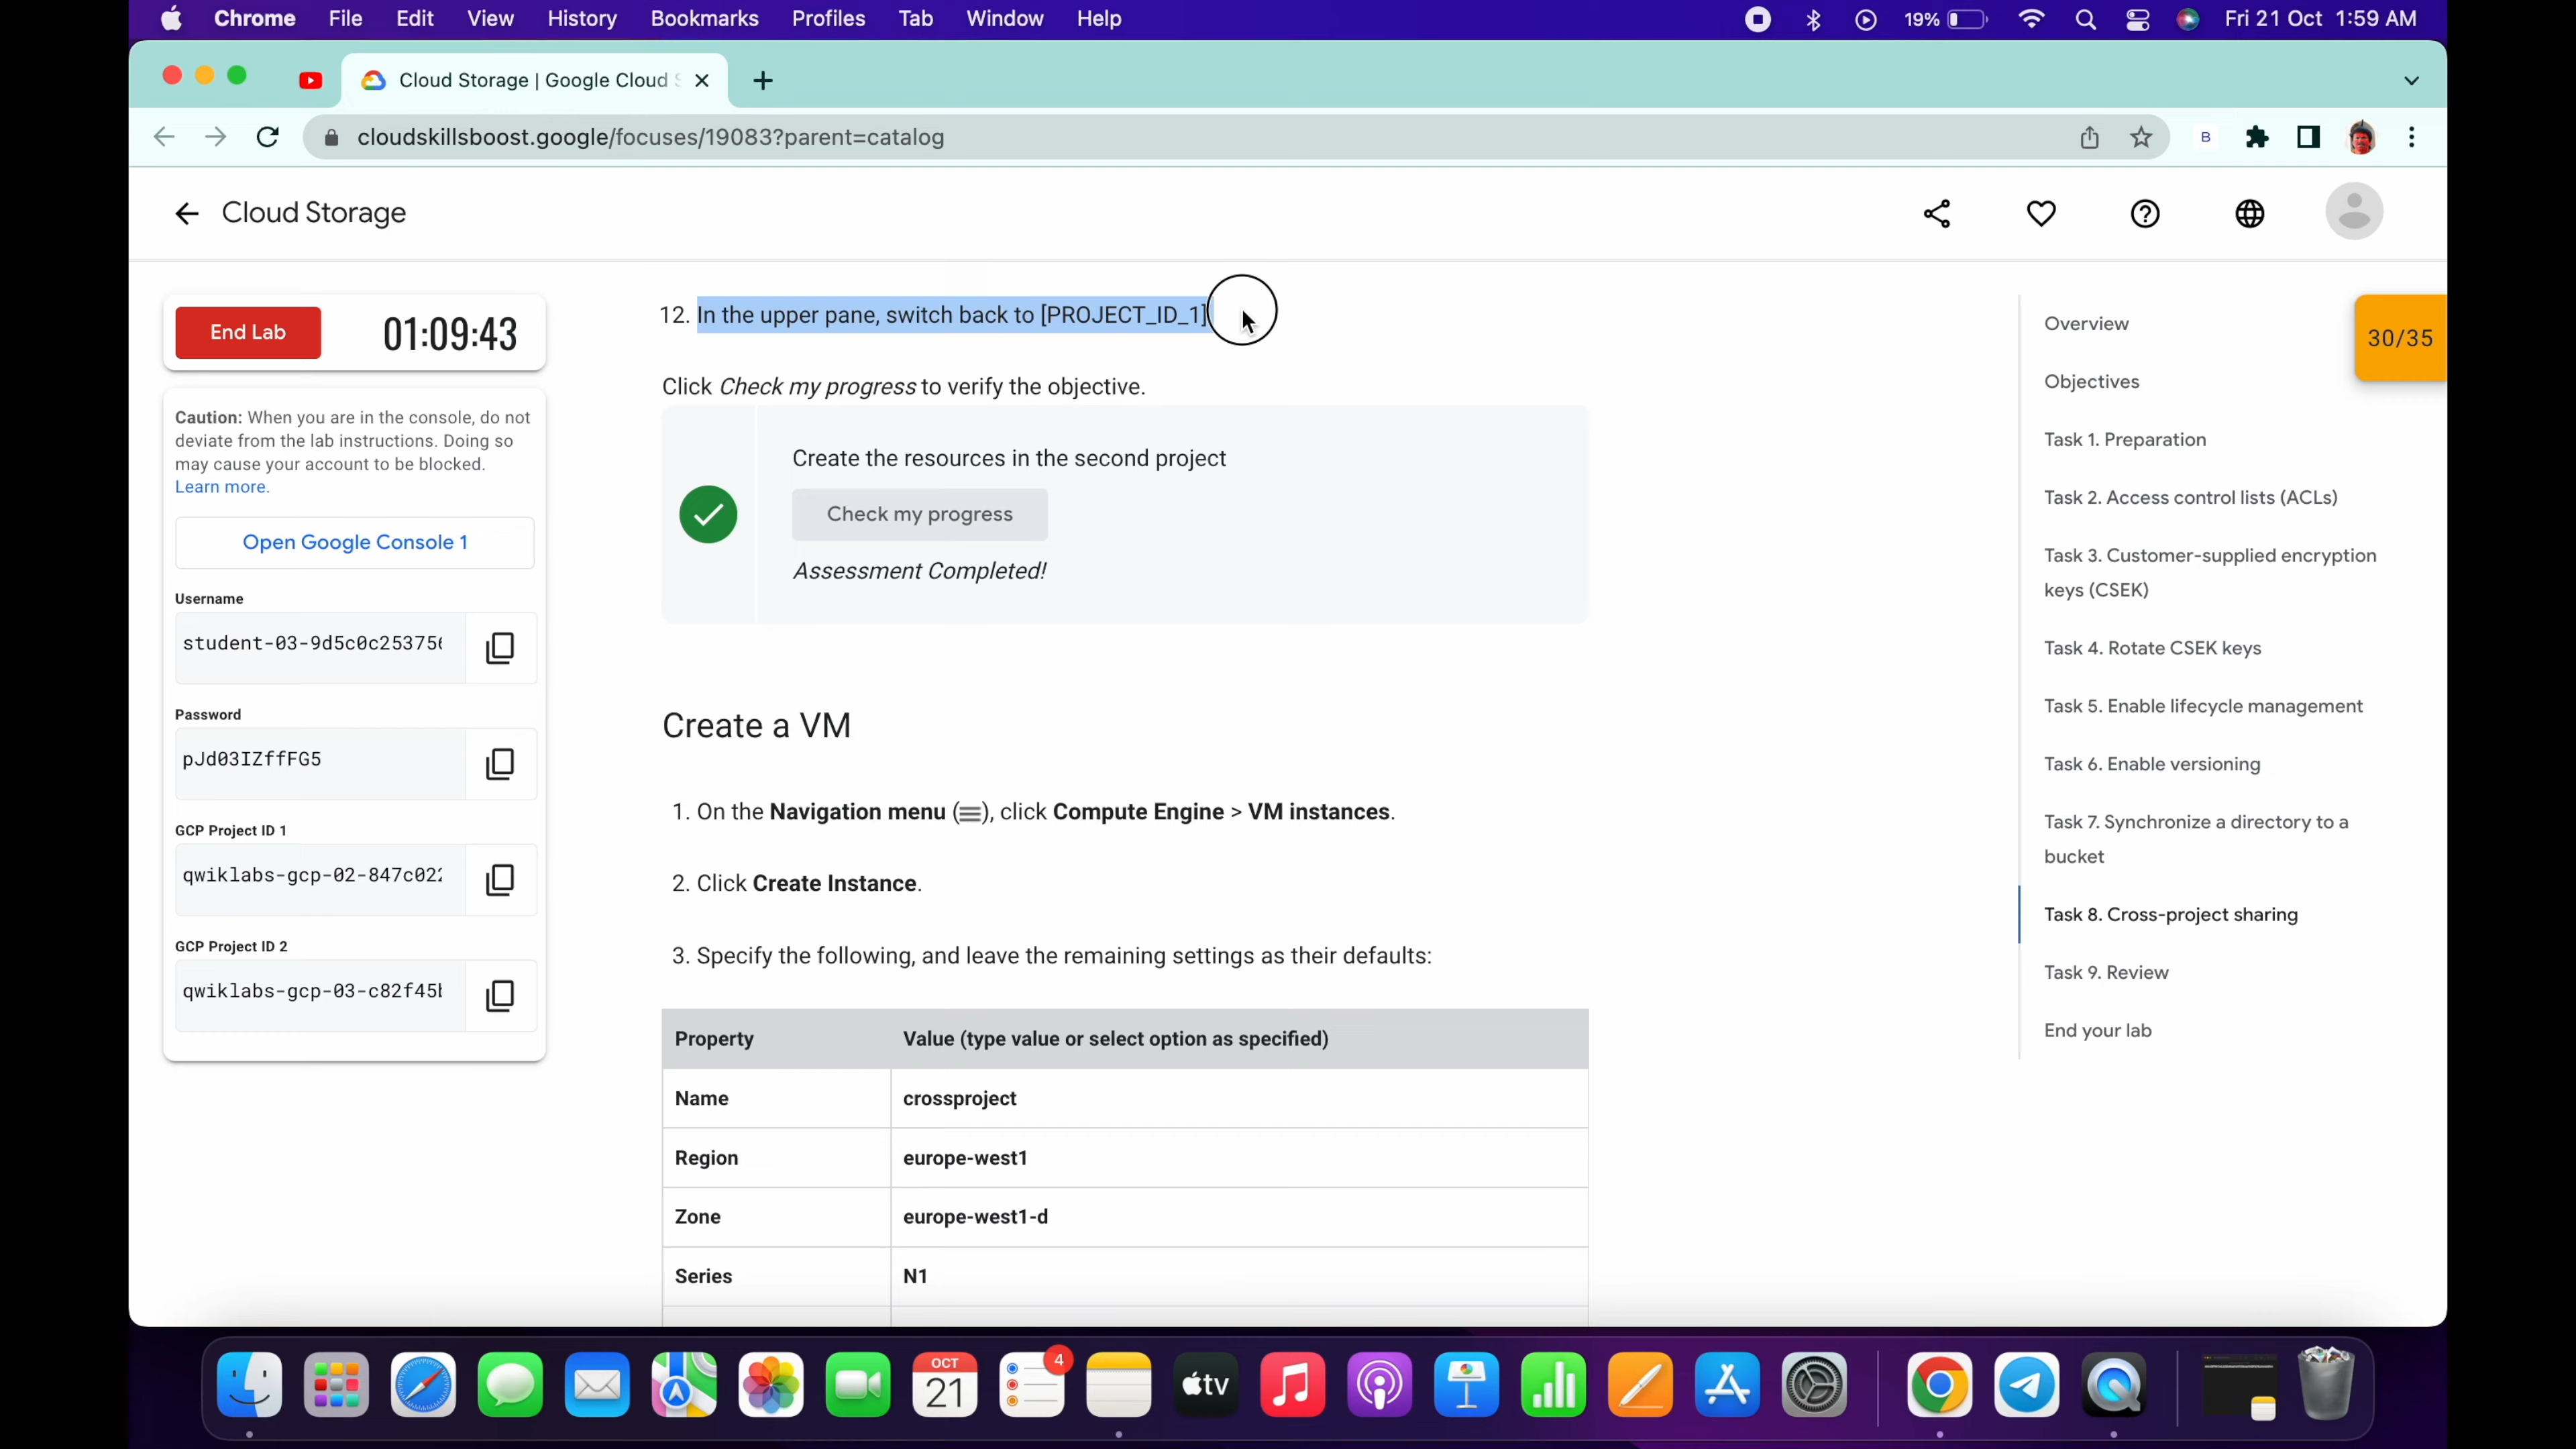 Chrome File Edit View History Bookmarks Profiles Tab Window Help 19% Fri 21 Oct 1:59 AM
Cloud Storage | Google Cloud S
cloudskillsboost.google/focuses/19083?parent=catalog
B
Cloud Storage
End Lab 01:09:43
Caution: When you are in the console, do not
deviate from the lab instructions. Doing so
may cause your account to be blocked.
Learn more.
Open Google Console 1
Username
student-03-9d5c0c253756
Password
pJd03IZffFG5
GCP Project ID 1
qwiklabs-gcp-02-847c022
GCP Project ID 2
qwiklabs-gcp-03-c82f45b
12. In the upper pane, switch back to [PROJECT_ID_1]
Click Check my progress to verify the objective.
Create the resources in the second project
Check my progress
Assessment Completed!
Create a VM
1. On the Navigation menu (), click Compute Engine > VM instances.
2. Click Create Instance.
3. Specify the following, and leave the remaining settings as their defaults:
Property Value (type value or select option as specified)
Name crossproject
Region europe-west1
Zone europe-west1-d
Series N1
Overview
Objectives
Task 1. Preparation
Task 2. Access control lists (ACLs)
Task 3. Customer-supplied encryption
keys (CSEK)
Task 4. Rotate CSEK keys
Task 5. Enable lifecycle management
Task 6. Enable versioning
Task 7. Synchronize a directory to a
bucket
Task 8. Cross-project sharing
Task 9. Review
End your lab
30/35
OCT
21
4
tv